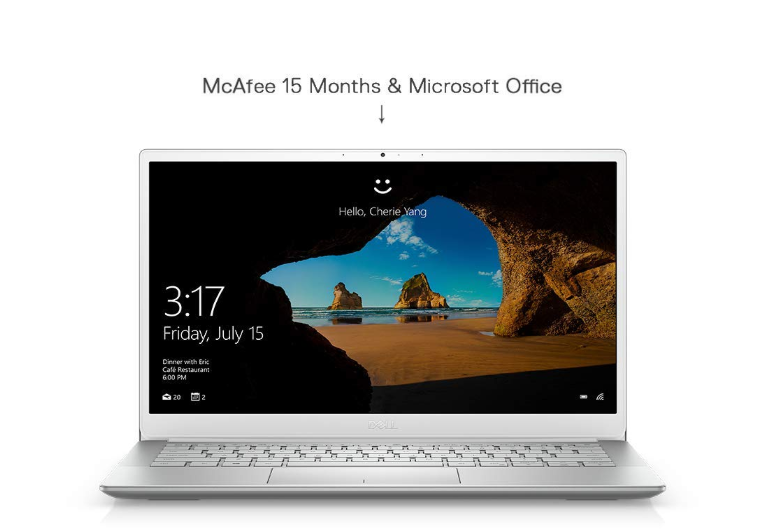 McAfee 15 Months & Microsoft Office
Hello, Cherie Yang
3:17
Friday, July 15
Dinner with Eric
Café Restaurant
6:00 PM
20 2
DELL